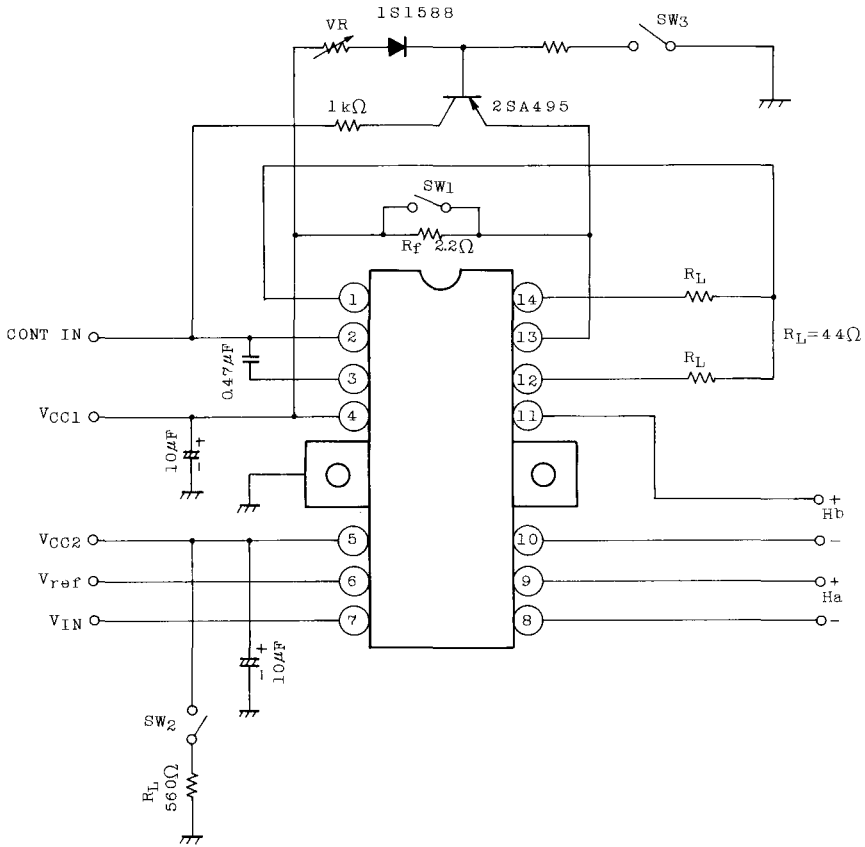 1S1588
VR
SW3
2SA495
1kΩ
SW1
Rf 2.2Ω
1
14
RL
2
13
CONT IN
RL=44Ω
0.47μF
3
12
RL
VCC1
4
11
10μF
+
-
+
Hb
VCC2
5
10
-
Vref
6
9
+
Ha
VIN
7
8
-
+
-
10μF
SW2
RL
560Ω